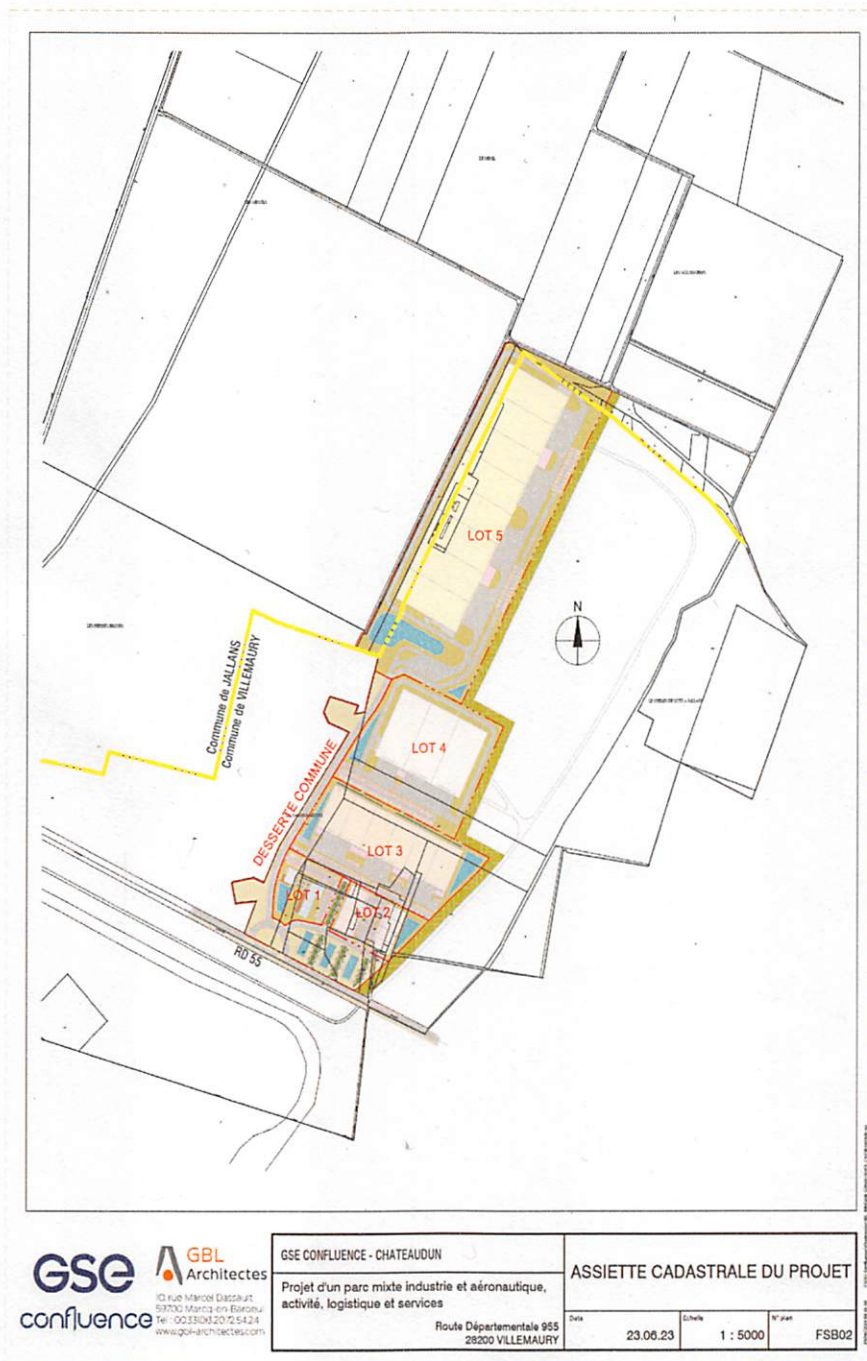 LOT 5
N
Commune de JALLANS
Commune de VILLEMAURY
LOT 4
DESSERTE COMMUNE
LOT 3
LOT 1
LOT 2
RD 55
GSE
confluence
GBL
Architectes
10 rue Marcel Dassault
59700 Marcq-en-Baroeul
www.gbl-architectes.com
GSE CONFLUENCE - CHATEAUDUN
Projet d'un parc mixte industrie et aéronautique,
activité, logistique et services
Route Départementale 955
28200 VILLEMAURY
ASSIETTE CADASTRALE DU PROJET
Date
23.06.23
Echelle
1 : 5000
N° plan
FSB02